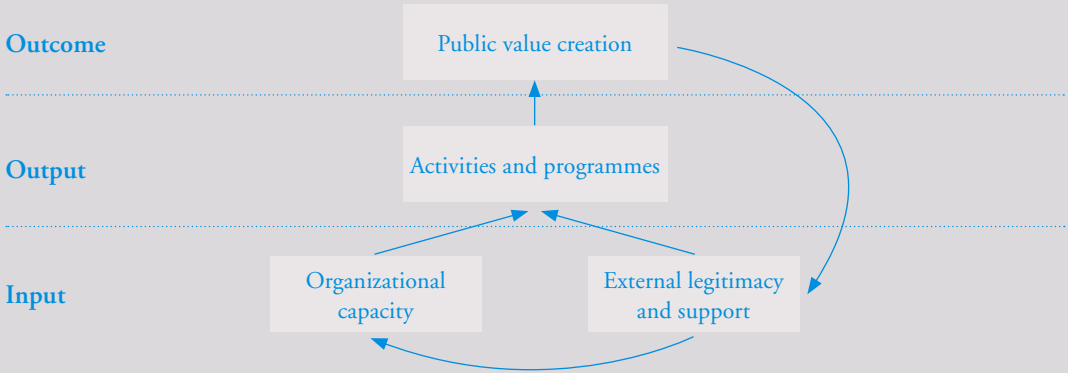 Outcome
Public value creation
Output
Activities and programmes
Input
Organizational
capacity
External legitimacy
and support